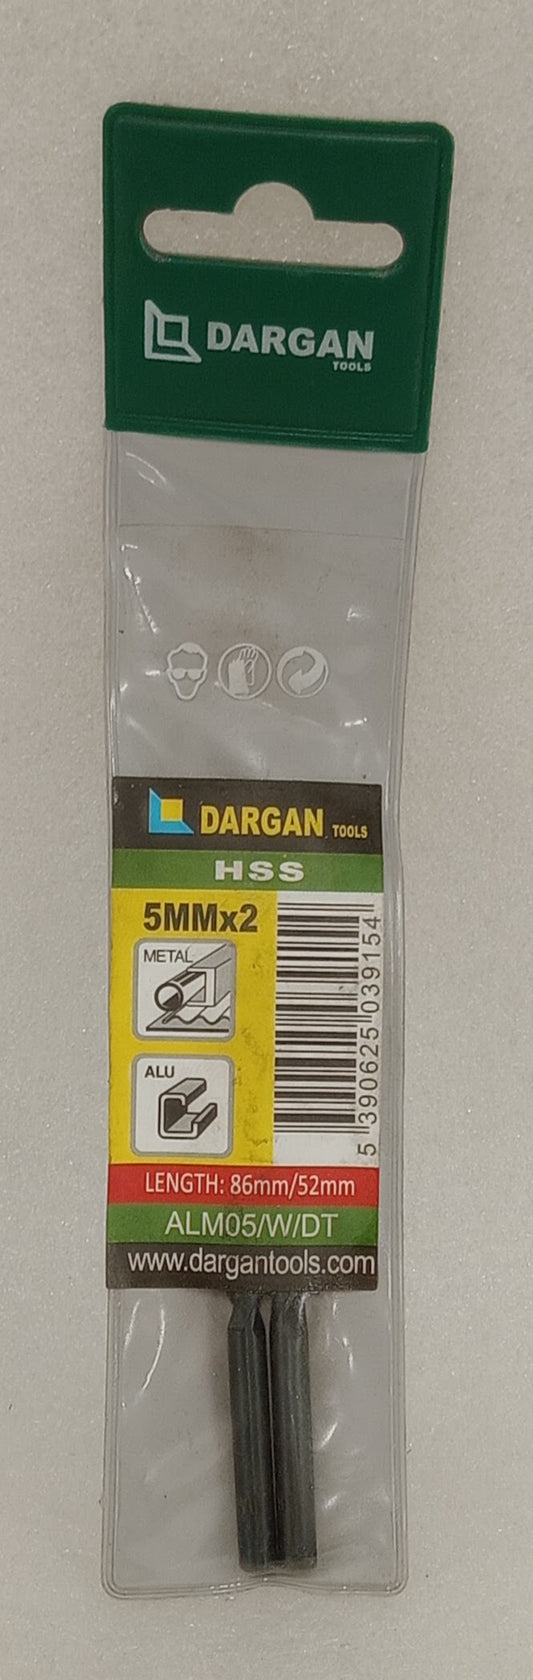 DARGAN
TOOLS
DARGAN TOOLS
HSS
5MMx2
METAL
ALU
5 390625 039154
LENGTH: 86mm/52mm
ALM05/W/DT
www.dargantools.com